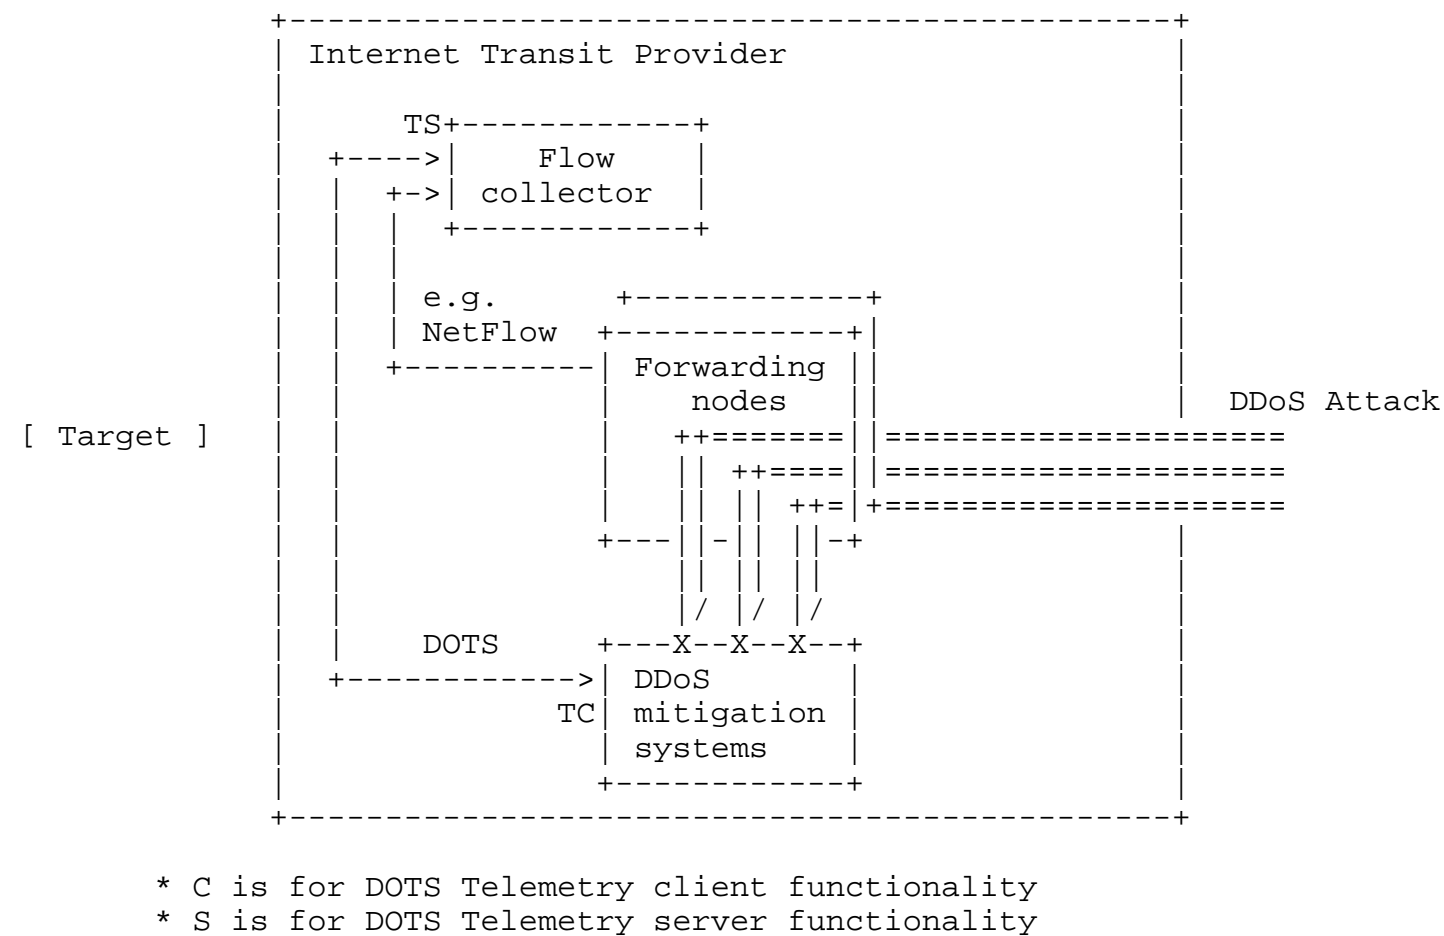 Internet Transit Provider
TS
Flow
collector
e.g.
NetFlow
Forwarding
nodes
DDoS Attack
[ Target ]
X X X
DOTS
DDoS
TC mitigation
systems
* C is for DOTS Telemetry client functionality
* S is for DOTS Telemetry server functionality